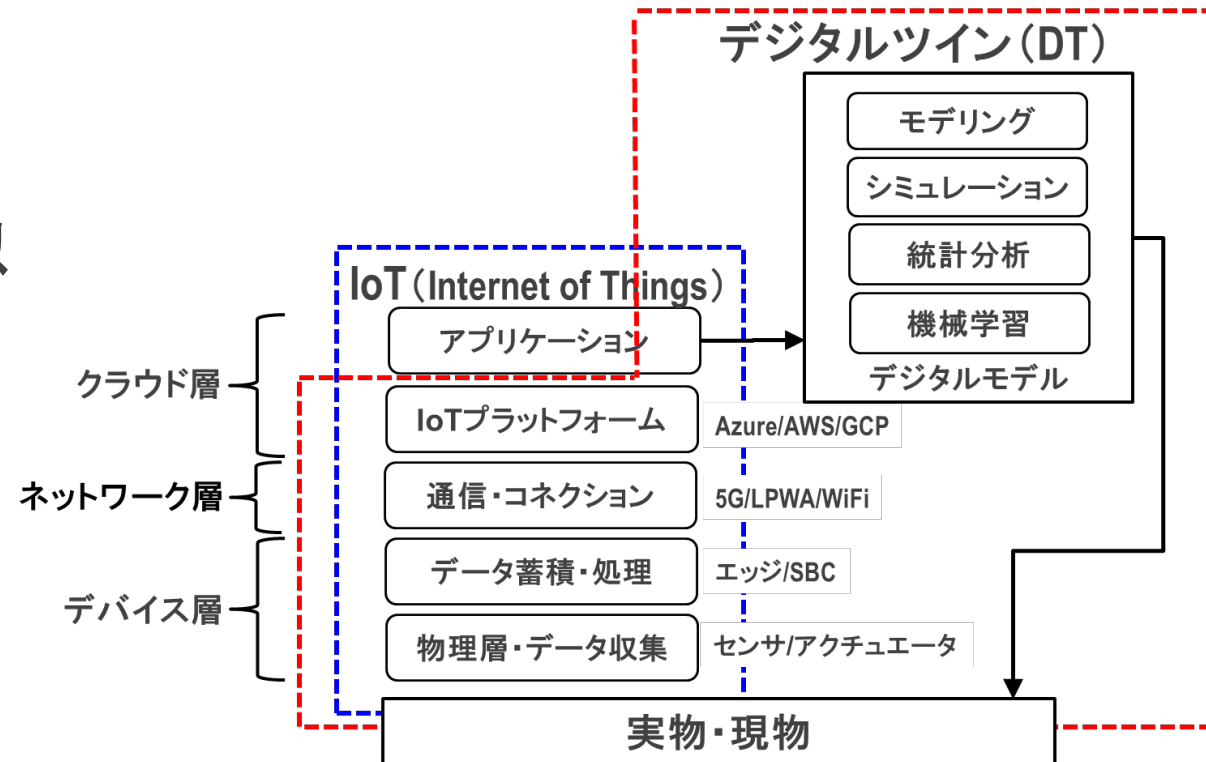 デジタルツイン（DT）
モデリング
シミュレーション
統計分析
機械学習
デジタルモデル
IoT（Internet of Things）
アプリケーション
クラウド層
IoTプラットフォーム
Azure/AWS/GCP
ネットワーク層
通信・コネクション
5G/LPWA/WiFi
データ蓄積・処理
エッジ/SBC
デバイス層
物理層・データ収集
センサ/アクチュエータ
実物・現物